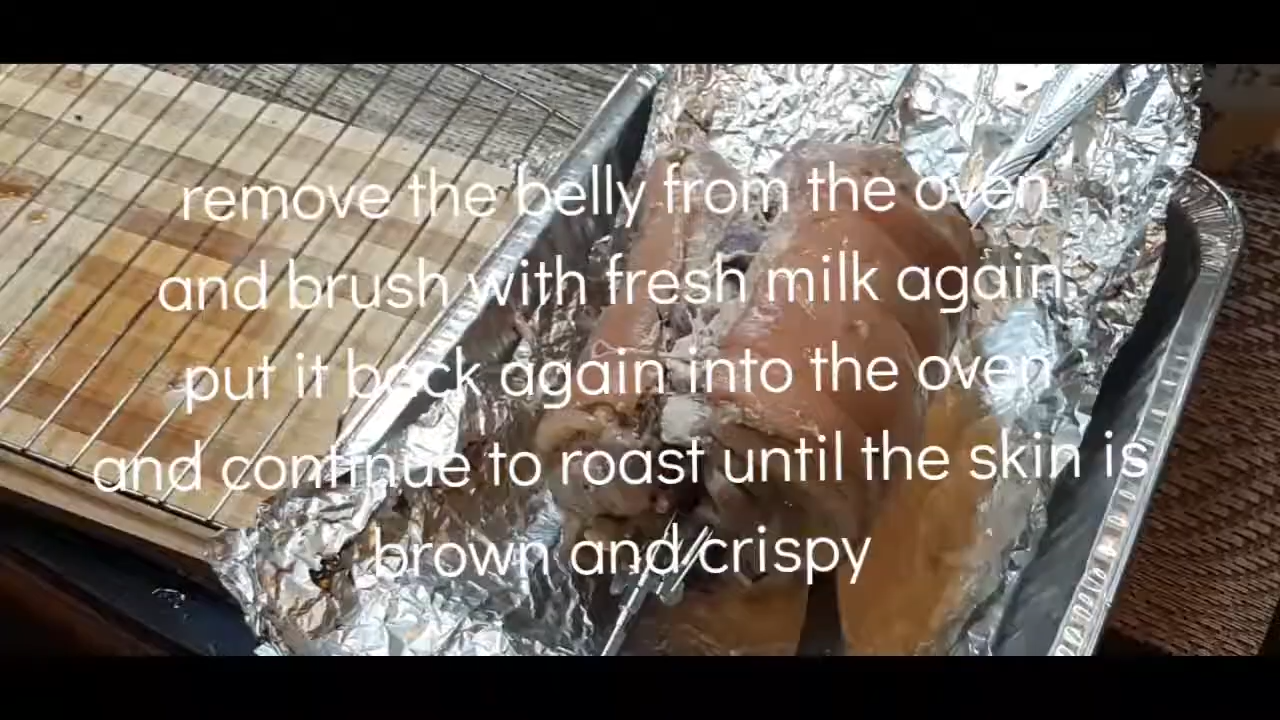 remove the belly from the oven
and brush with fresh milk again.
put it back again into the oven
and continue to roast until the skin is
brown and crispy